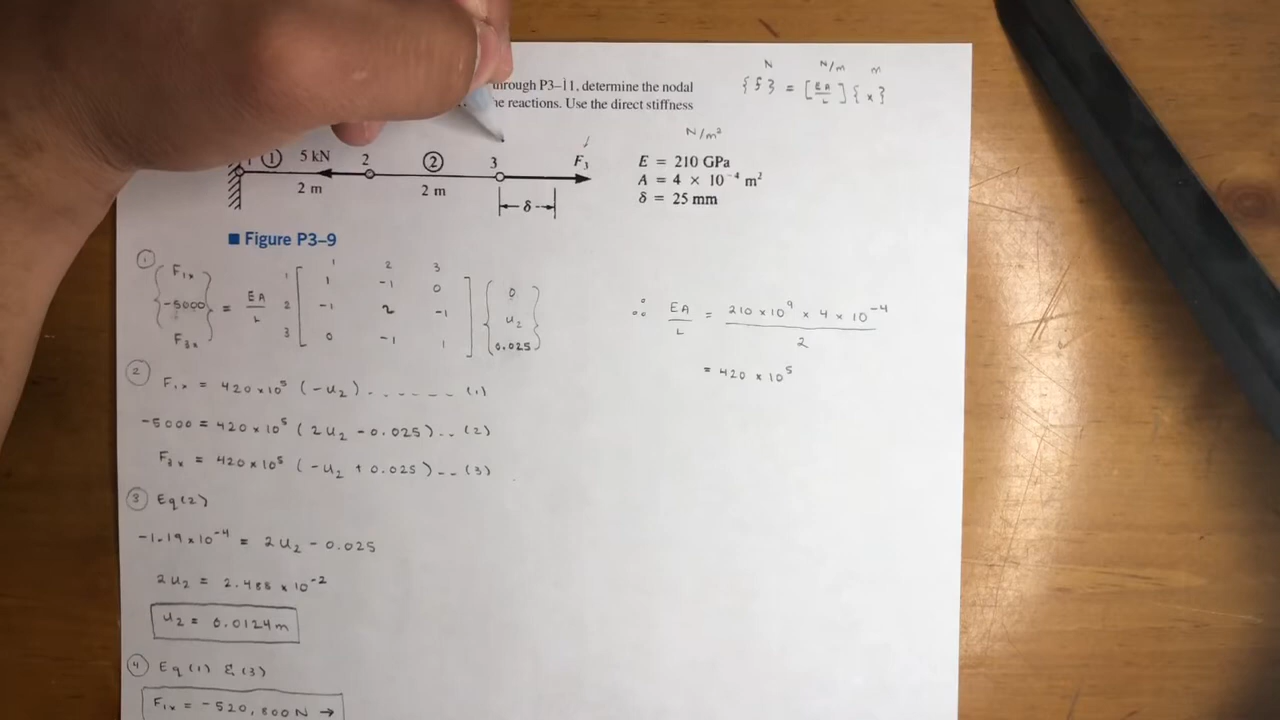 through P3–11, determine the nodal
he reactions. Use the direct stiffness
N N/m m
{f} = [EA/L]{x}
1 ① 5 kN 2 ② 3 F₃
2 m 2 m
δ
N/m²
E = 210 GPa
A = 4 × 10⁻⁴ m²
δ = 25 mm
■ Figure P3–9
1 2 3
① {F1x 1 [ 1 -1 0 ] { 0
-5000 = EA/L 2 -1 2 -1 u₂
F3x} 3 0 -1 1 0.025}
∴ EA/L = 210 × 10⁹ × 4 × 10⁻⁴ / 2
= 420 × 10⁵
② F1x = 420×10⁵ (-u₂) . . . . . . (1)
-5000 = 420×10⁵ (2u₂ - 0.025) . . (2)
F3x = 420×10⁵ (-u₂ + 0.025) . . (3)
③ Eq(2)
-1.19×10⁻⁴ = 2u₂ - 0.025
2u₂ = 2.488 × 10⁻²
u₂ = 0.0124m
④ Eq (1) & (3)
F1x = -520,800N →